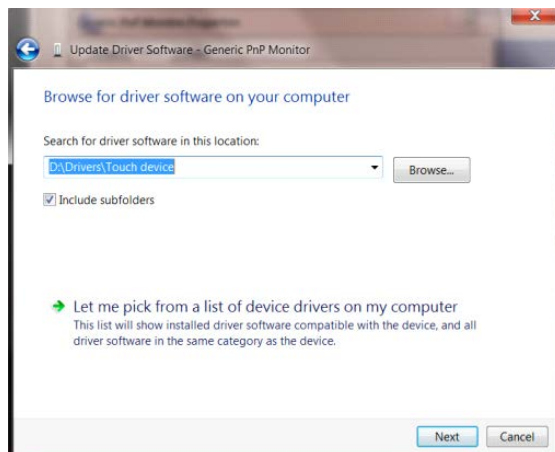 Update Driver Software - Generic PnP Monitor
Browse for driver software on your computer
Search for driver software in this location:
D:\Drivers\Touch device
Browse...
Include subfolders
Let me pick from a list of device drivers on my computer
This list will show installed driver software compatible with the device, and all
driver software in the same category as the device.
Next
Cancel